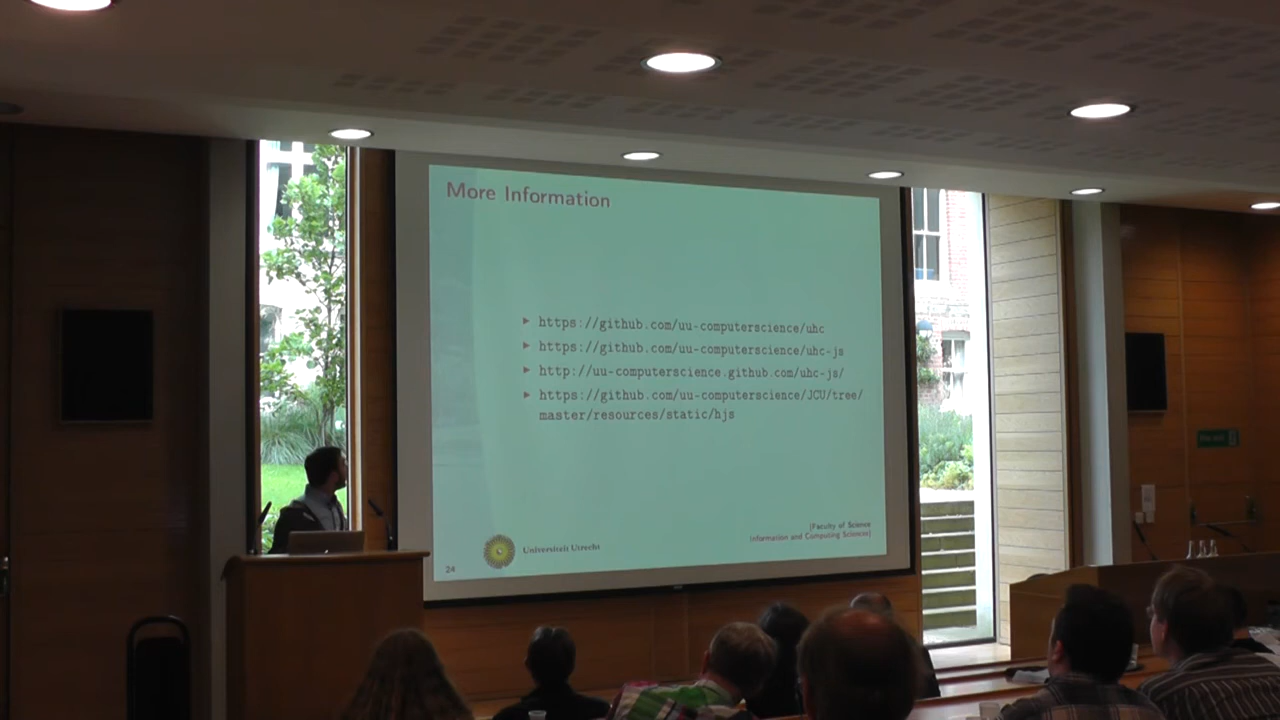 More Information
https://github.com/uu-computerscience/uhc
https://github.com/uu-computerscience/uhc-js
http://uu-computerscience.github.com/uhc-js/
https://github.com/uu-computerscience/JCU/tree/
master/resources/static/hjs
[Faculty of Science
Information and Computing Sciences]
Universiteit Utrecht
24